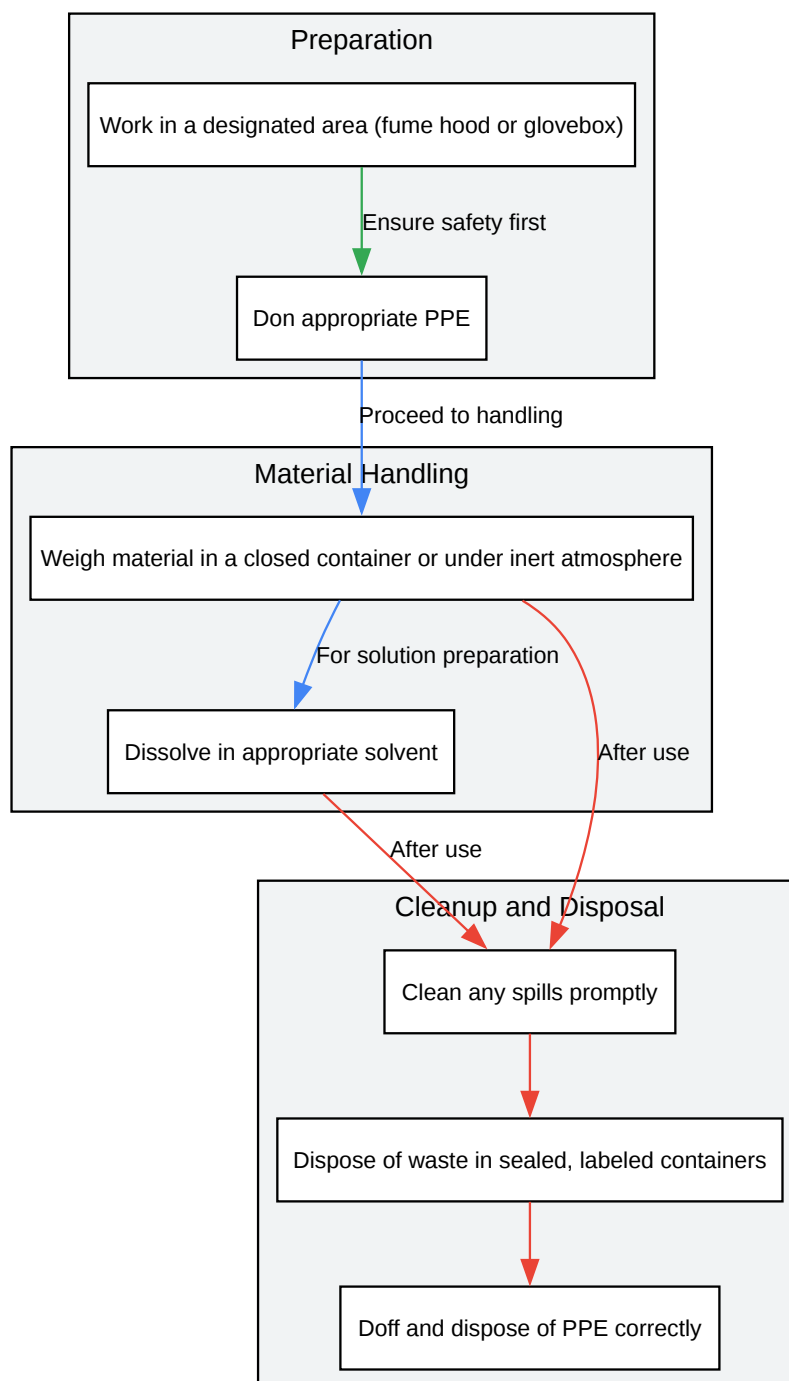 Preparation
Work in a designated area (fume hood or glovebox)
Ensure safety first
Don appropriate PPE
Proceed to handling
Material Handling
Weigh material in a closed container or under inert atmosphere
For solution preparation
Dissolve in appropriate solvent
After use
After use
Cleanup and Disposal
Clean any spills promptly
Dispose of waste in sealed, labeled containers
Doff and dispose of PPE correctly